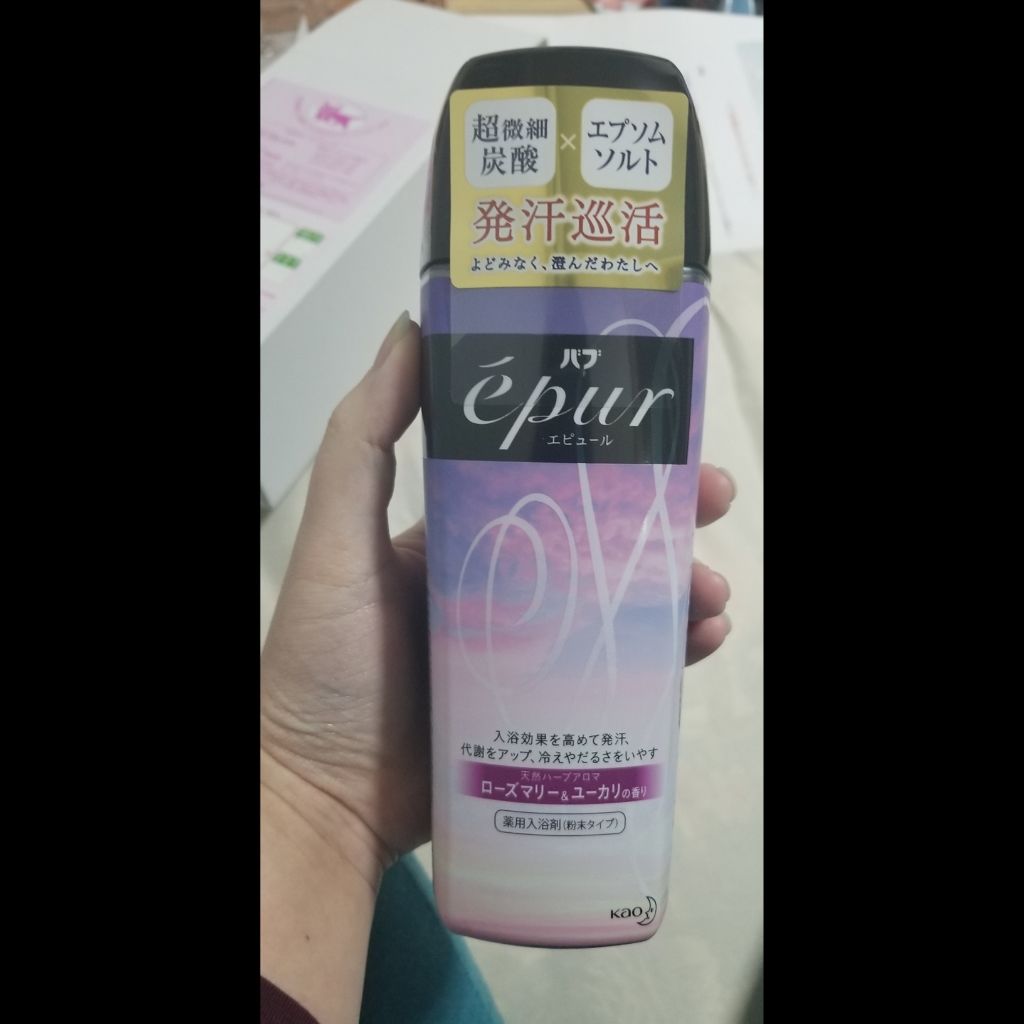 超微細
炭酸
×
エプソム
ソルト
発汗巡活
よどみなく、澄んだわたしへ
バブ
épur
エピュール
入浴効果を高めて発汗、
代謝をアップ、冷えやだるさをいやす
天然ハーブアロマ
ローズマリー&ユーカリの香り
薬用入浴剤(粉末タイプ)
Kao